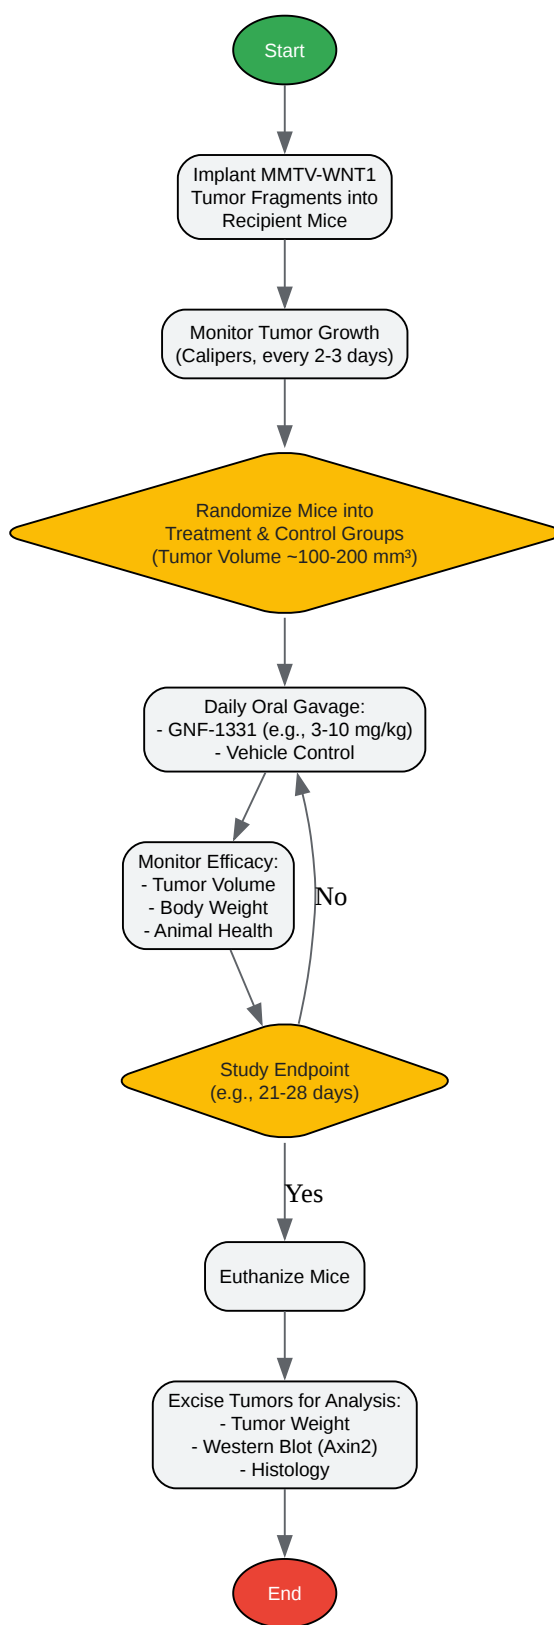 Start
Implant MMTV-WNT1
Tumor Fragments into
Recipient Mice
Monitor Tumor Growth
(Calipers, every 2-3 days)
Randomize Mice into
Treatment & Control Groups
(Tumor Volume ~100-200 mm³)
Daily Oral Gavage:
- GNF-1331 (e.g., 3-10 mg/kg)
- Vehicle Control
Monitor Efficacy:
- Tumor Volume
- Body Weight
- Animal Health
No
Study Endpoint
(e.g., 21-28 days)
Yes
Euthanize Mice
Excise Tumors for Analysis:
- Tumor Weight
- Western Blot (Axin2)
- Histology
End